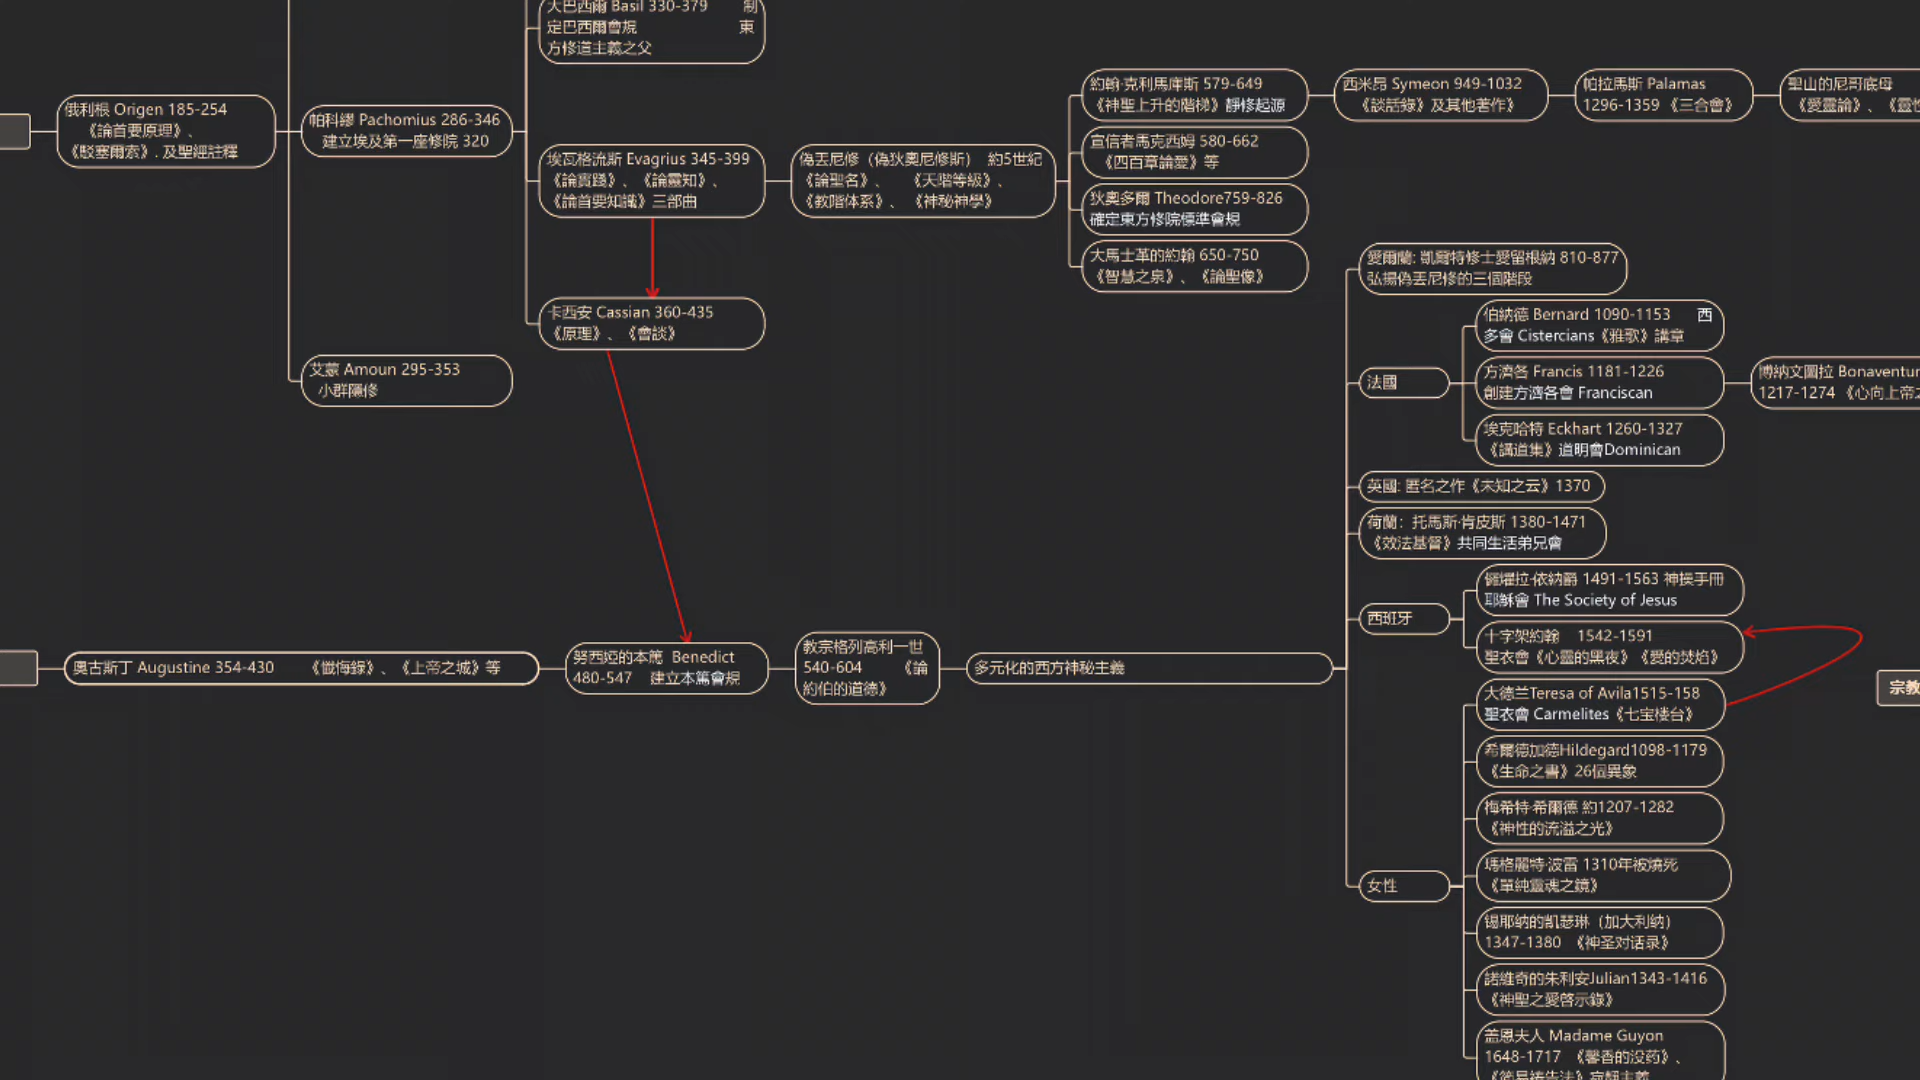 大巴西爾 Basil 330-379 制
定巴西爾會規 東
方修道主義之父
俄利根 Origen 185-254
《論首要原理》、
《駁塞爾索》. 及聖經註釋
帕科繆 Pachomius 286-346
建立埃及第一座修院 320
埃瓦格流斯 Evagrius 345-399
《論實踐》、《論靈知》、
《論首要知識》三部曲
偽丟尼修（偽狄奧尼修斯） 約5世紀
《論聖名》、 《天階等級》、
《教階体系》、 《神秘神學》
約翰·克利馬庫斯 579-649
《神聖上升的階梯》靜修起源
西米昂 Symeon 949-1032
《談話錄》及其他著作》
帕拉馬斯 Palamas
1296-1359 《三合會》
聖山的尼哥底母
《愛靈論》、《靈性
宣信者馬克西姆 580-662
《四百章論愛》等
狄奧多爾 Theodore759-826
確定東方修院標準會規
大馬士革的約翰 650-750
《智慧之泉》、《論聖像》
卡西安 Cassian 360-435
《原理》、《會談》
艾蒙 Amoun 295-353
小群隱修
奧古斯丁 Augustine 354-430 《懺悔錄》、《上帝之城》等
努西婭的本篤 Benedict
480-547 建立本篤會規
教宗格列高利一世
540-604 《論
約伯的道德》
多元化的西方神秘主義
愛爾蘭: 凱爾特修士愛留根納 810-877
弘揚偽丟尼修的三個階段
法國
伯納德 Bernard 1090-1153 西
多會 Cistercians《雅歌》講章
方濟各 Francis 1181-1226
創建方濟各會 Franciscan
博納文圖拉 Bonaventur
1217-1274 《心向上帝之
埃克哈特 Eckhart 1260-1327
《講道集》道明會Dominican
英國: 匿名之作《未知之云》1370
荷蘭：托馬斯·肯皮斯 1380-1471
《效法基督》共同生活弟兄會
西班牙
儸耀拉·依納爵 1491-1563 神操手冊
耶穌會 The Society of Jesus
十字架約翰 1542-1591
聖衣會《心靈的黑夜》《愛的焚焰》
女性
大德兰Teresa of Avila1515-158
聖衣會 Carmelites《七宝楼台》
希爾德加德Hildegard1098-1179
《生命之書》26個異象
梅希特·希爾德 約1207-1282
《神性的流溢之光》
瑪格麗特·波雷 1310年被燒死
《單純靈魂之鏡》
锡耶纳的凯瑟琳（加大利纳）
1347-1380 《神圣对话录》
諾維奇的朱利安Julian1343-1416
《神聖之愛啓示錄》
盖恩夫人 Madame Guyon
1648-1717 《馨香的没药》、
《简易祷告法》寂靜主義
宗教